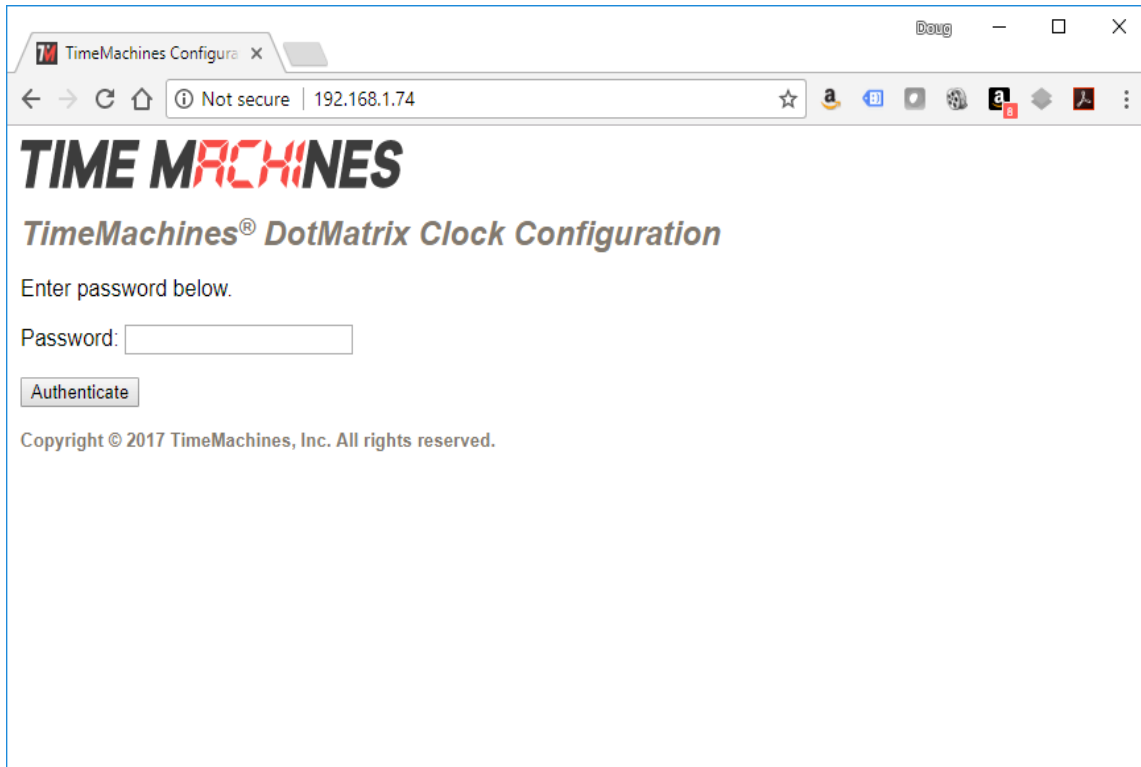 Doug
TimeMachines Configura
Not secure | 192.168.1.74
8
TIME MACHINES
TimeMachines® DotMatrix Clock Configuration
Enter password below.
Password:
Authenticate
Copyright © 2017 TimeMachines, Inc. All rights reserved.